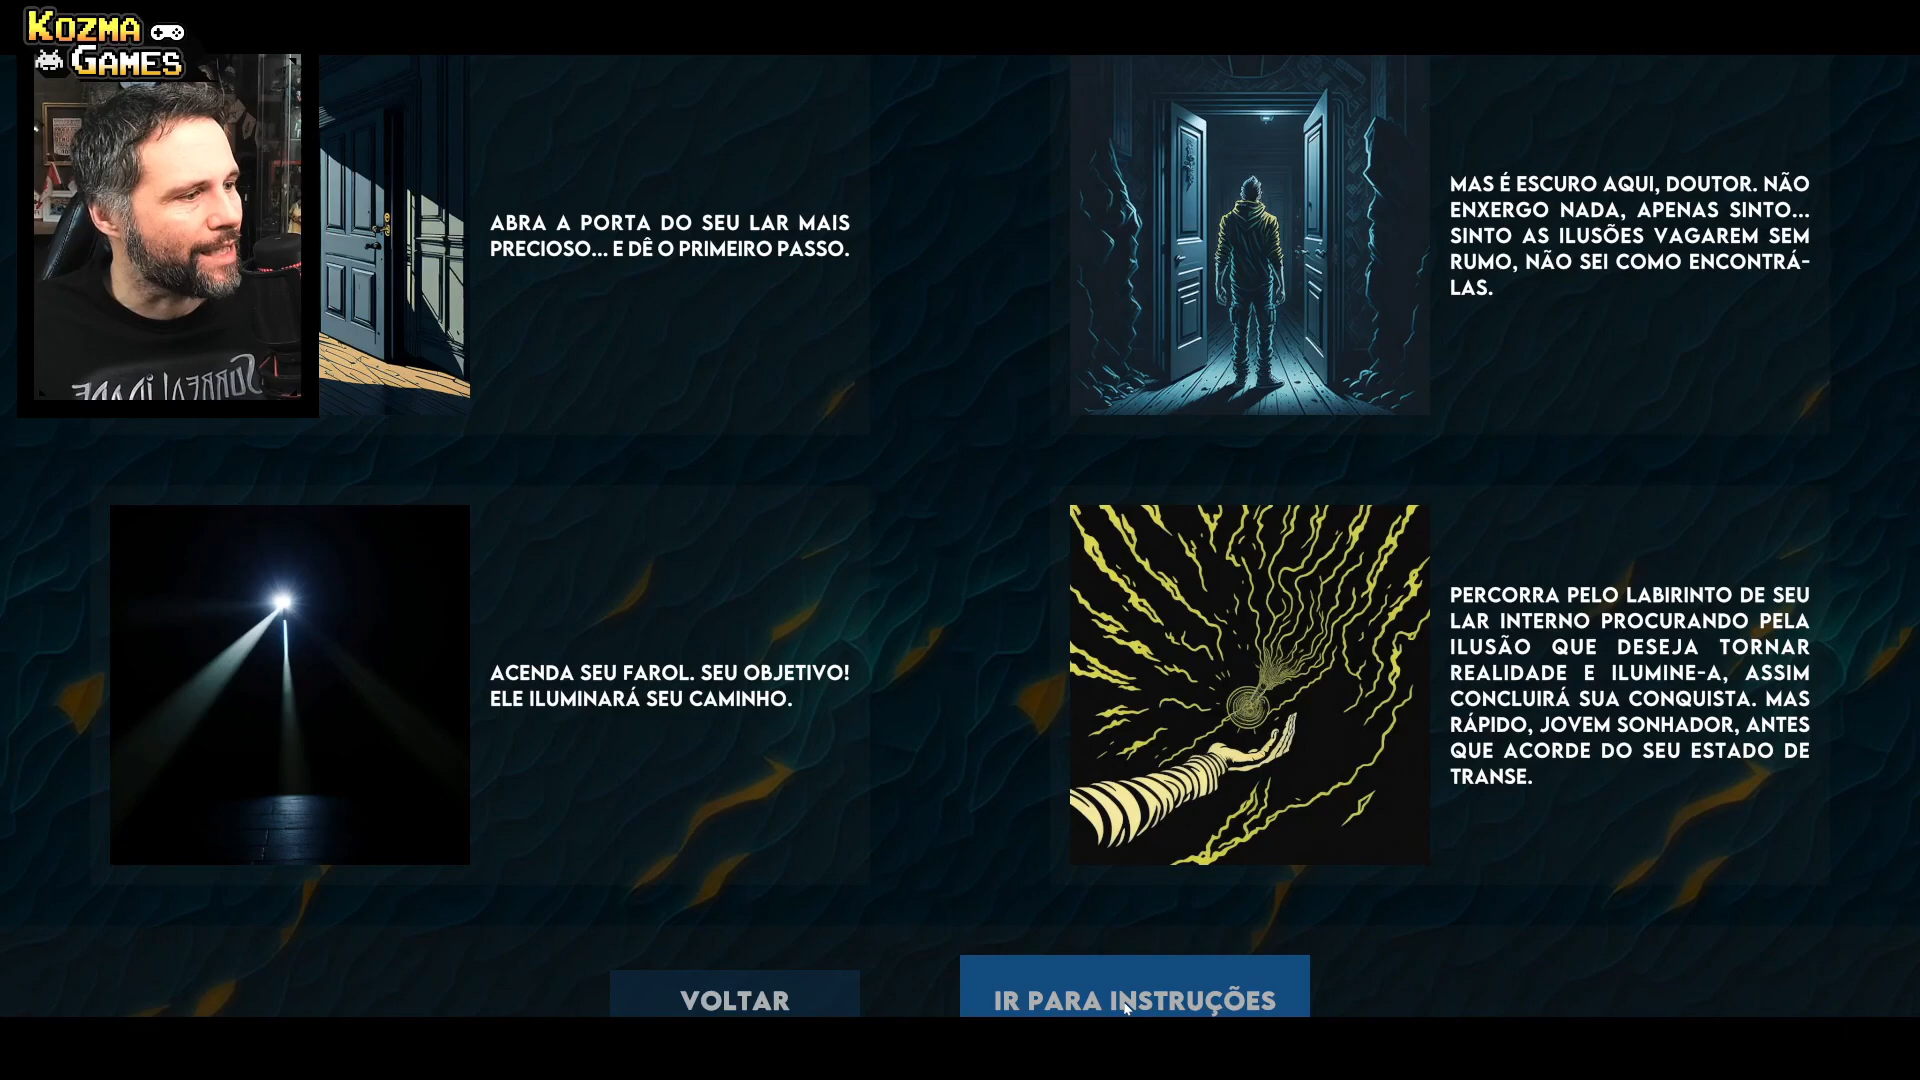 KOZMA
GAMES
ABRA A PORTA DO SEU LAR MAIS
PRECIOSO... E DÊ O PRIMEIRO PASSO.
MAS É ESCURO AQUI, DOUTOR. NÃO
ENXERGO NADA, APENAS SINTO...
SINTO AS ILUSÕES VAGAREM SEM
RUMO, NÃO SEI COMO ENCONTRÁ-
LAS.
ACENDA SEU FAROL. SEU OBJETIVO!
ELE ILUMINARÁ SEU CAMINHO.
PERCORRA PELO LABIRINTO DE SEU
LAR INTERNO PROCURANDO PELA
ILUSÃO QUE DESEJA TORNAR
REALIDADE E ILUMINE-A, ASSIM
CONCLUIRÁ SUA CONQUISTA. MAS
RÁPIDO, JOVEM SONHADOR, ANTES
QUE ACORDE DO SEU ESTADO DE
TRANSE.
VOLTAR
IR PARA INSTRUÇÕES